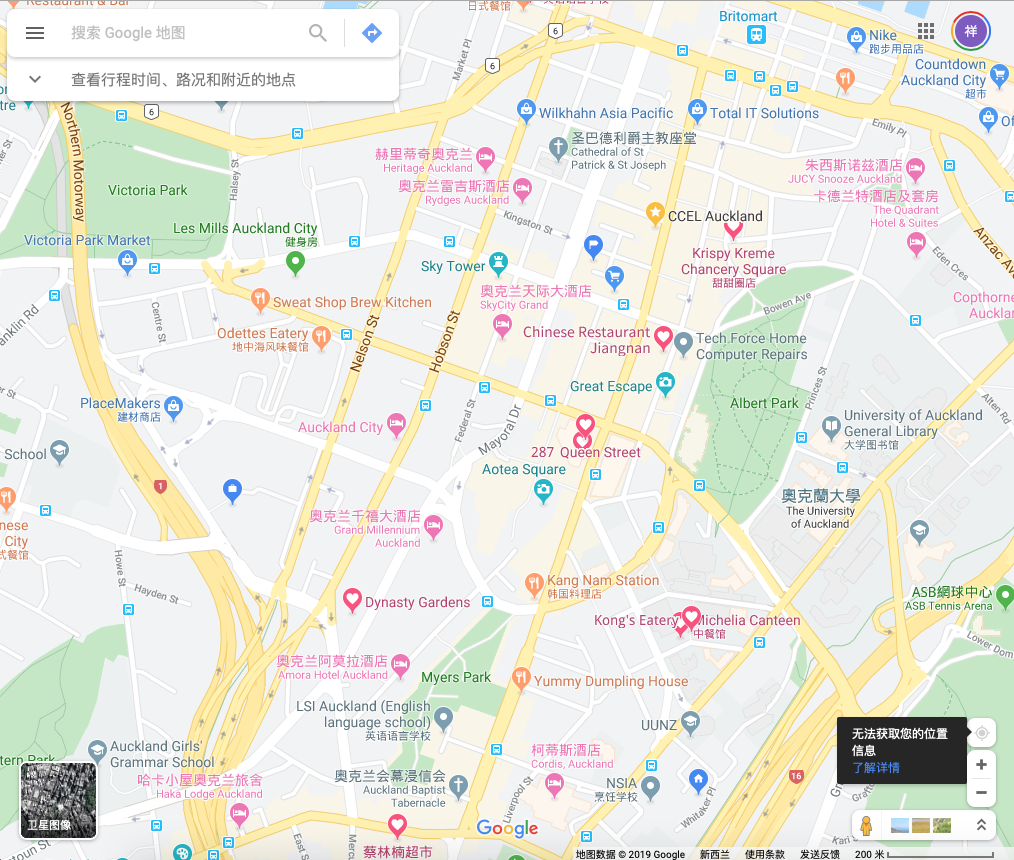 Restaurant & Bar
日式餐馆
搜索 Google 地图
查看行程时间、路况和附近的地点
Britomart
祥
Nike
跑步用品店
Countdown
Auckland City
超市
6
6
6
Market Pl
Northern Motorway
Wilkhahn Asia Pacific
Total IT Solutions
Emily Pl
圣巴德利爵主教座堂
Cathedral of St
Patrick & St Joseph
赫里蒂奇奥克兰
Heritage Auckland
奥克兰雷吉斯酒店
Rydges Auckland
朱西斯诺兹酒店
JUCY Snooze Auckland
卡德兰特酒店及套房
The Quadrant
Hotel & Suites
Victoria Park
Halsey St
Kingston St
CCEL Auckland
Les Mills Auckland City
健身房
Victoria Park Market
Anzac Av
Eden Cres
Krispy Kreme
Chancery Square
甜甜圈店
Sky Tower
奥克兰天际大酒店
SkyCity Grand
Bowen Ave
Copthorne
Aucklan
Sweat Shop Brew Kitchen
Centre St
anklin Rd
Odettes Eatery
地中海风味餐馆
Nelson St
Hobson St
Chinese Restaurant
Jiangnan
Tech Force Home
Computer Repairs
Great Escape
Princes St
Albert Park
Alten Rd
PlaceMakers
建材商店
Federal St
Mayoral Dr
University of Auckland
General Library
大学图书馆
Auckland City
School
287 Queen Street
Aotea Square
1
奧克蘭大學
The University
of Auckland
奥克兰千禧大酒店
Grand Millennium
Auckland
nese
City
式餐馆
Howe St
Hayden St
Kang Nam Station
韩国料理店
ASB網球中心
ASB Tennis Arena
Dynasty Gardens
Kong's Eatery
Michelia Canteen
中餐馆
Lower Dom
奥克兰阿莫拉酒店
Amora Hotel Auckland
Myers Park
Yummy Dumpling House
LSI Auckland (English
language school)
英语语言学校
UUNZ
无法获取您的位置
信息
了解详情
Auckland Girls'
Grammar School
柯蒂斯酒店
Cordis, Auckland
哈卡小屋奥克兰旅舍
Haka Lodge Auckland
奥克兰会幕浸信会
Auckland Baptist
Tabernacle
NSIA
烹饪学校
16
Liverpool St
Whitaker Pl
卫星图像
Google
蔡林楠超市
地图数据 © 2019 Google 新西兰 使用条款 发送反馈 200 米